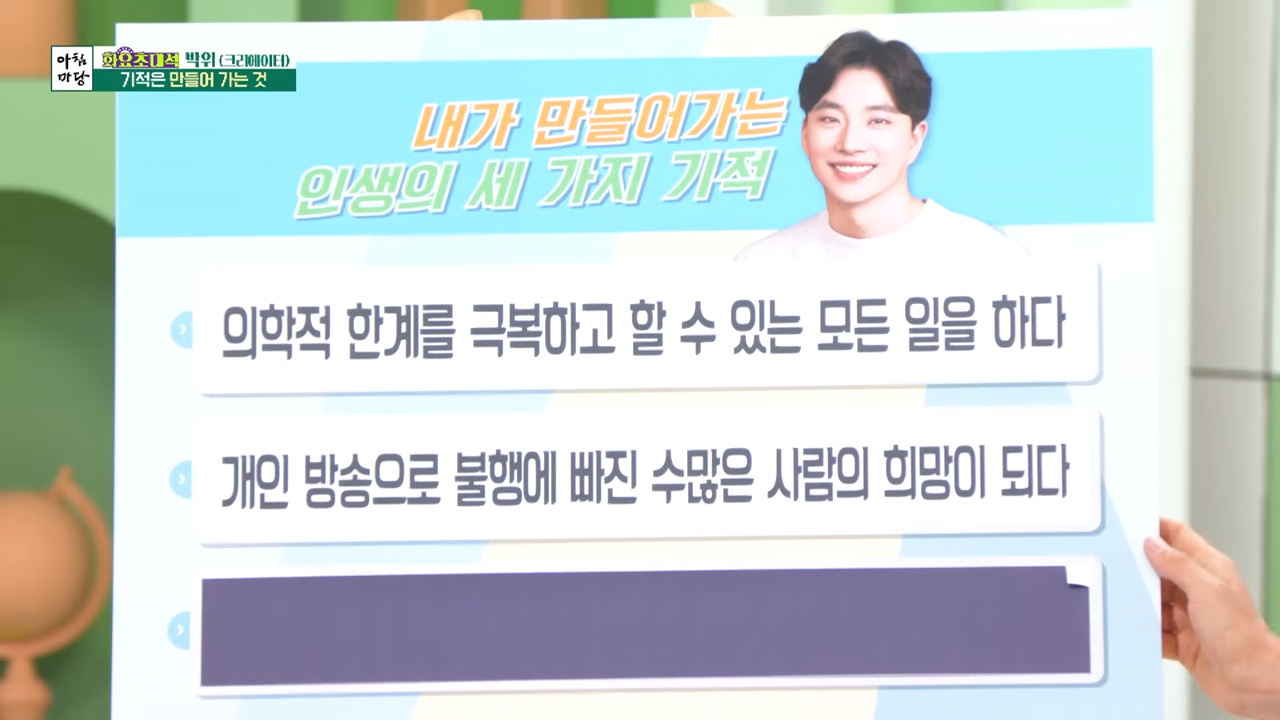 아침
마당
화요초대석 박위 (크리에이터)
기적은 만들어 가는 것
내가 만들어가는
인생의 세 가지 기적
의학적 한계를 극복하고 할 수 있는 모든 일을 하다
개인 방송으로 불행에 빠진 수많은 사람의 희망이 되다